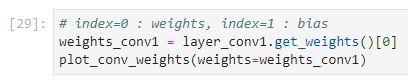 [29]: # index=0 : weights, index=1 : bias
weights_conv1 = layer_conv1.get_weights()[0]
plot_conv_weights(weights=weights_conv1)